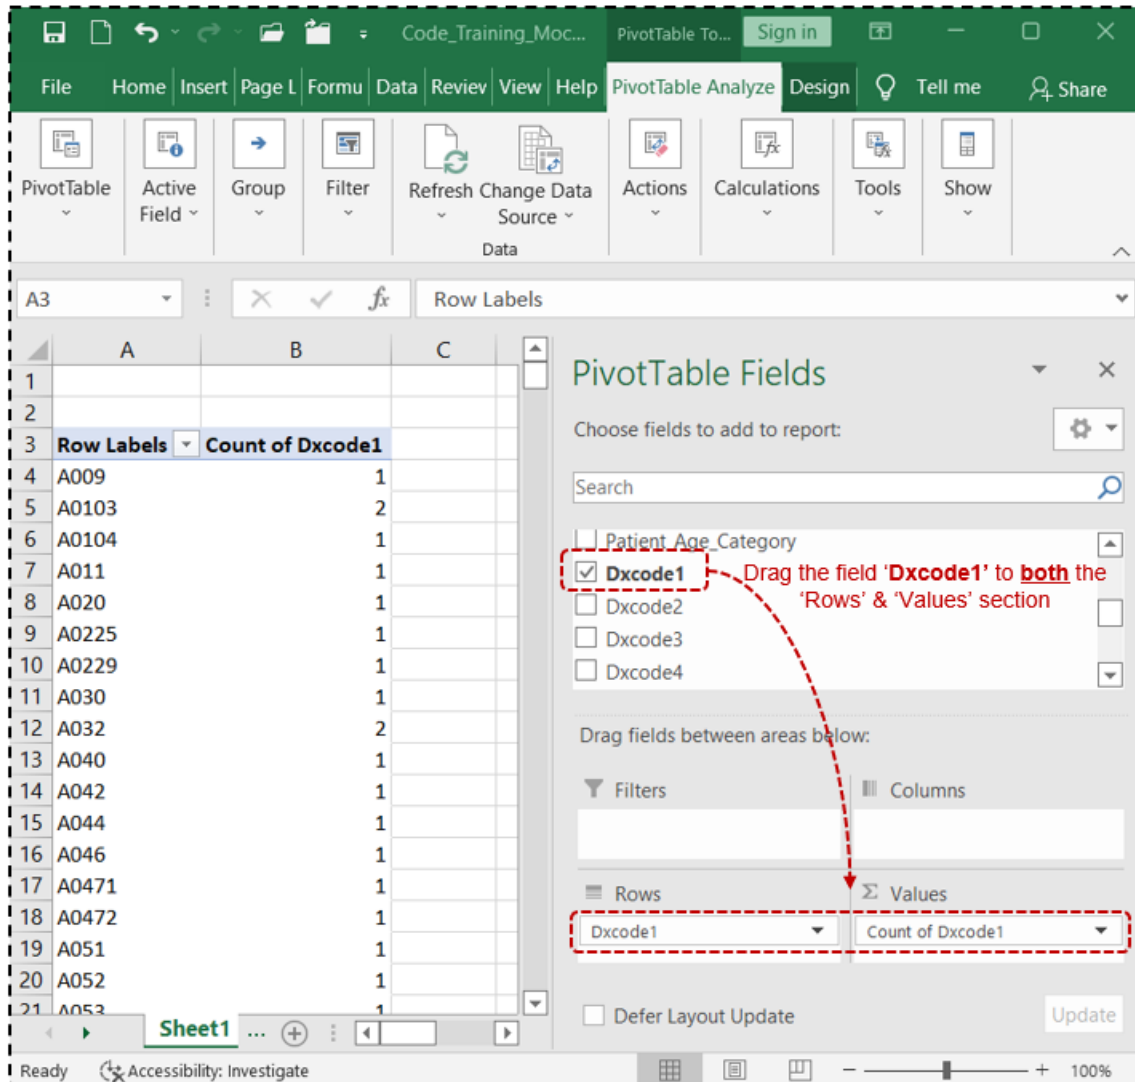 Code_Training_Moc... PivotTable To... Sign in
File Home Insert Page L Formu Data Reviev View Help PivotTable Analyze Design Tell me Share
PivotTable Active Field Group Filter Refresh Change Data Source Actions Calculations Tools Show
Data
A3 fx Row Labels
A B C
1
2
3 Row Labels Count of Dxcode1
4 A009 1
5 A0103 2
6 A0104 1
7 A011 1
8 A020 1
9 A0225 1
10 A0229 1
11 A030 1
12 A032 2
13 A040 1
14 A042 1
15 A044 1
16 A046 1
17 A0471 1
18 A0472 1
19 A051 1
20 A052 1
21 A053 1
Sheet1 ...
PivotTable Fields
Choose fields to add to report:
Search
Patient_Age_Category
Dxcode1
Dxcode2
Dxcode3
Dxcode4
Drag the field ‘Dxcode1’ to both the
‘Rows’ & ‘Values’ section
Drag fields between areas below:
Filters Columns
Rows Σ Values
Dxcode1 Count of Dxcode1
Defer Layout Update Update
Ready Accessibility: Investigate 100%